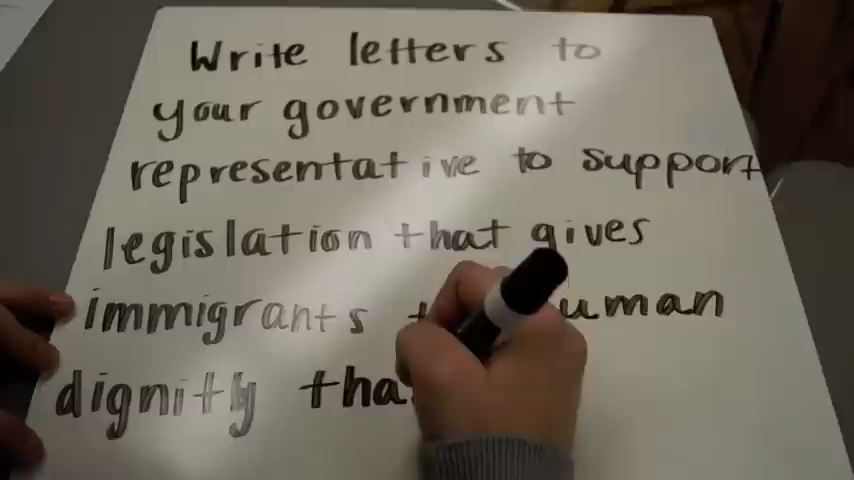 Write letters to
your government
representative to support
legislation that gives
immigrants
dignity